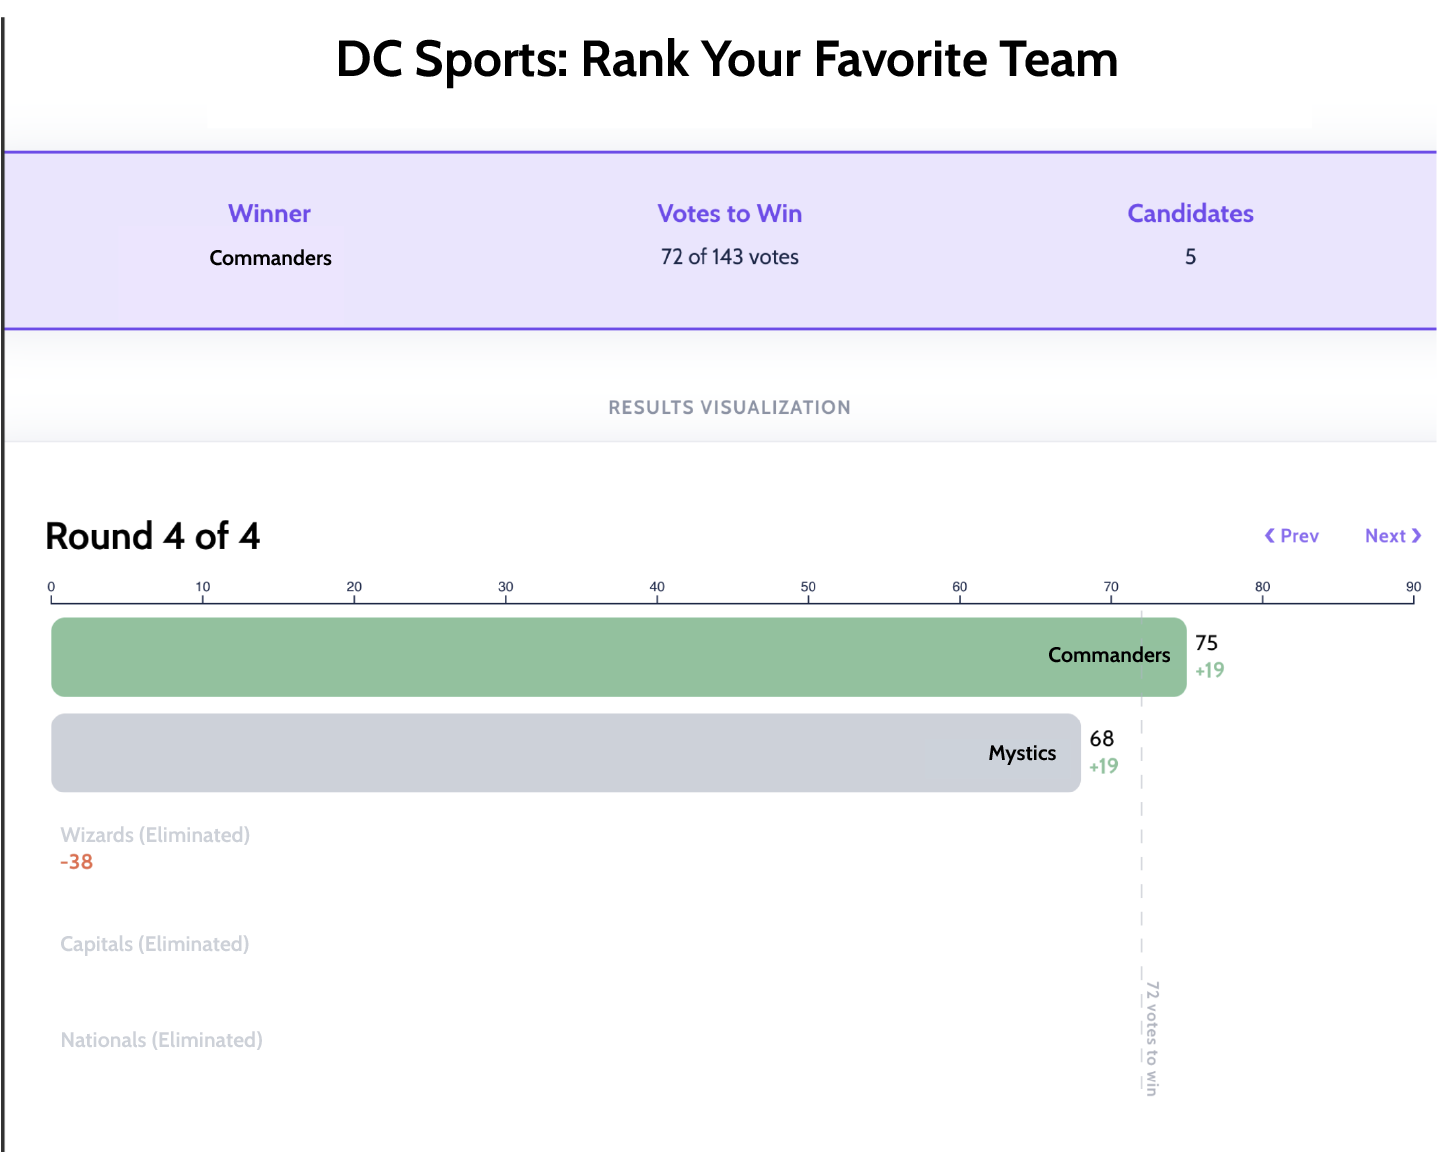 DC Sports: Rank Your Favorite Team
Winner
Commanders
Votes to Win
72 of 143 votes
Candidates
5
RESULTS VISUALIZATION
Round 4 of 4
❮ Prev
Next ❯
0 10 20 30 40 50 60 70 80 90
Commanders
75
+19
Mystics
68
+19
Wizards (Eliminated)
-38
Capitals (Eliminated)
Nationals (Eliminated)
72 votes to win